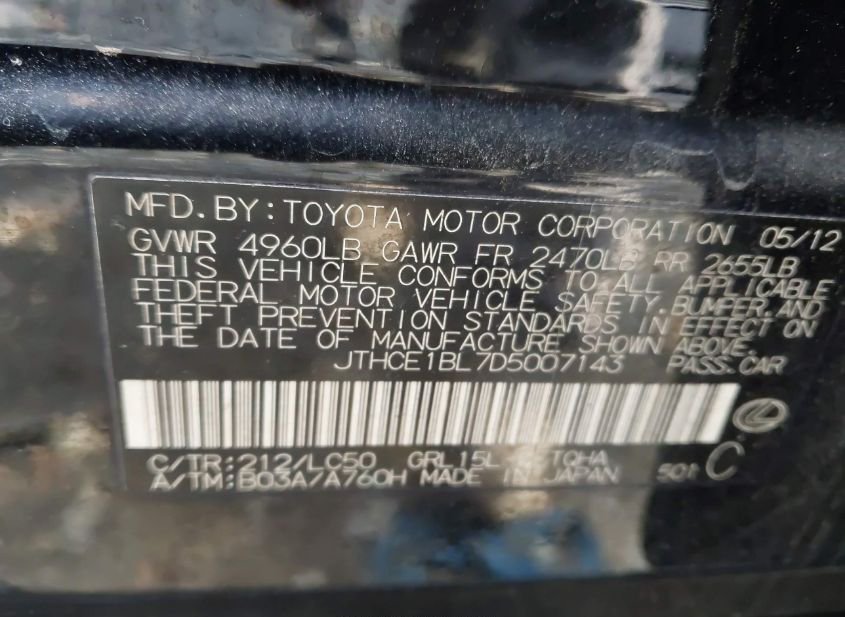 MFD.BY:TOYOTA MOTOR CORPORATION 05/12
GVWR 4960LB GAWR FR 2470LB RR 2655LB
THIS VEHICLE CONFORMS TO ALL APPLICABLE
FEDERAL MOTOR VEHICLE SAFETY,BUMPER,AND
THEFT PREVENTION STANDARDS IN EFFECT ON
THE DATE OF MANUFACTURE SHOWN ABOVE.
JTHCE1BL7D5007143 PASS.CAR
C/TR:212/LC50 GRL15L
A/TM:B03A/A760H MADE IN JAPAN 501 C